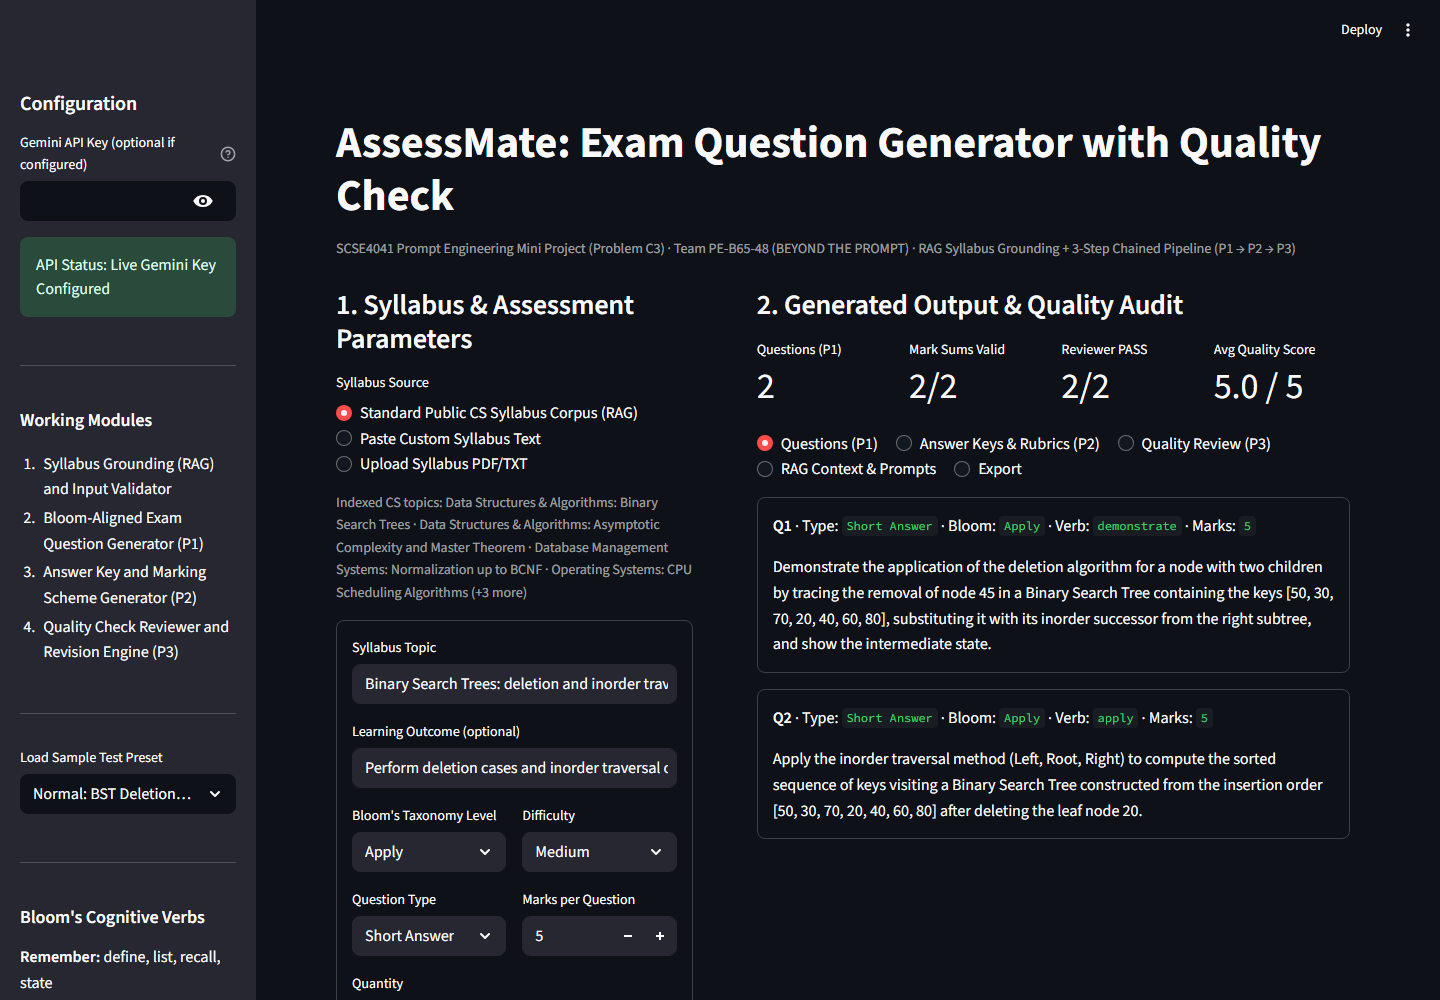 Deploy
Configuration
Gemini API Key (optional if
configured)
API Status: Live Gemini Key
Configured
Working Modules
1. Syllabus Grounding (RAG)
and Input Validator
2. Bloom-Aligned Exam
Question Generator (P1)
3. Answer Key and Marking
Scheme Generator (P2)
4. Quality Check Reviewer and
Revision Engine (P3)
Load Sample Test Preset
Normal: BST Deletion...
Bloom's Cognitive Verbs
Remember: define, list, recall,
state
AssessMate: Exam Question Generator with Quality
Check
SCSE4041 Prompt Engineering Mini Project (Problem C3) · Team PE-B65-48 (BEYOND THE PROMPT) · RAG Syllabus Grounding + 3-Step Chained Pipeline (P1 → P2 → P3)
1. Syllabus & Assessment
Parameters
Syllabus Source
Standard Public CS Syllabus Corpus (RAG)
Paste Custom Syllabus Text
Upload Syllabus PDF/TXT
Indexed CS topics: Data Structures & Algorithms: Binary
Search Trees · Data Structures & Algorithms: Asymptotic
Complexity and Master Theorem · Database Management
Systems: Normalization up to BCNF · Operating Systems: CPU
Scheduling Algorithms (+3 more)
Syllabus Topic
Binary Search Trees: deletion and inorder trav
Learning Outcome (optional)
Perform deletion cases and inorder traversal c
Bloom's Taxonomy Level
Difficulty
Apply
Medium
Question Type
Marks per Question
Short Answer
5
Quantity
2. Generated Output & Quality Audit
Questions (P1)
Mark Sums Valid
Reviewer PASS
Avg Quality Score
2
2/2
2/2
5.0 / 5
Questions (P1)
Answer Keys & Rubrics (P2)
Quality Review (P3)
RAG Context & Prompts
Export
Q1 · Type: Short Answer · Bloom: Apply · Verb: demonstrate · Marks: 5
Demonstrate the application of the deletion algorithm for a node with two children
by tracing the removal of node 45 in a Binary Search Tree containing the keys [50, 30,
70, 20, 40, 60, 80], substituting it with its inorder successor from the right subtree,
and show the intermediate state.
Q2 · Type: Short Answer · Bloom: Apply · Verb: apply · Marks: 5
Apply the inorder traversal method (Left, Root, Right) to compute the sorted
sequence of keys visiting a Binary Search Tree constructed from the insertion order
[50, 30, 70, 20, 40, 60, 80] after deleting the leaf node 20.